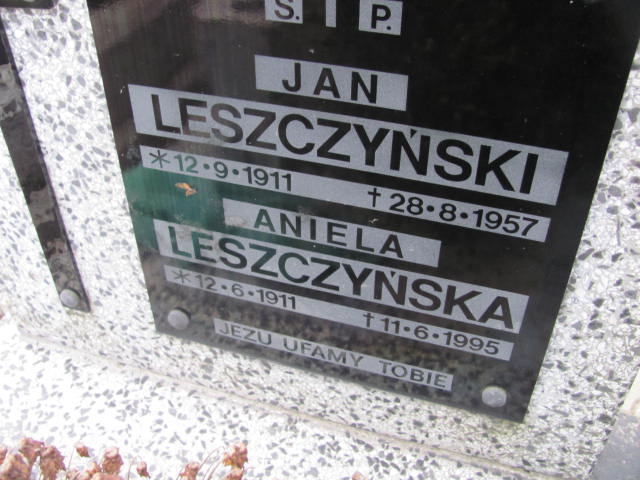 Ś. P.
JAN
LESZCZYŃSKI
*12•9•1911 †28•8•1957
ANIELA
LESZCZYŃSKA
*12•6•1911 †11•6•1995
JEZU UFAMY TOBIE